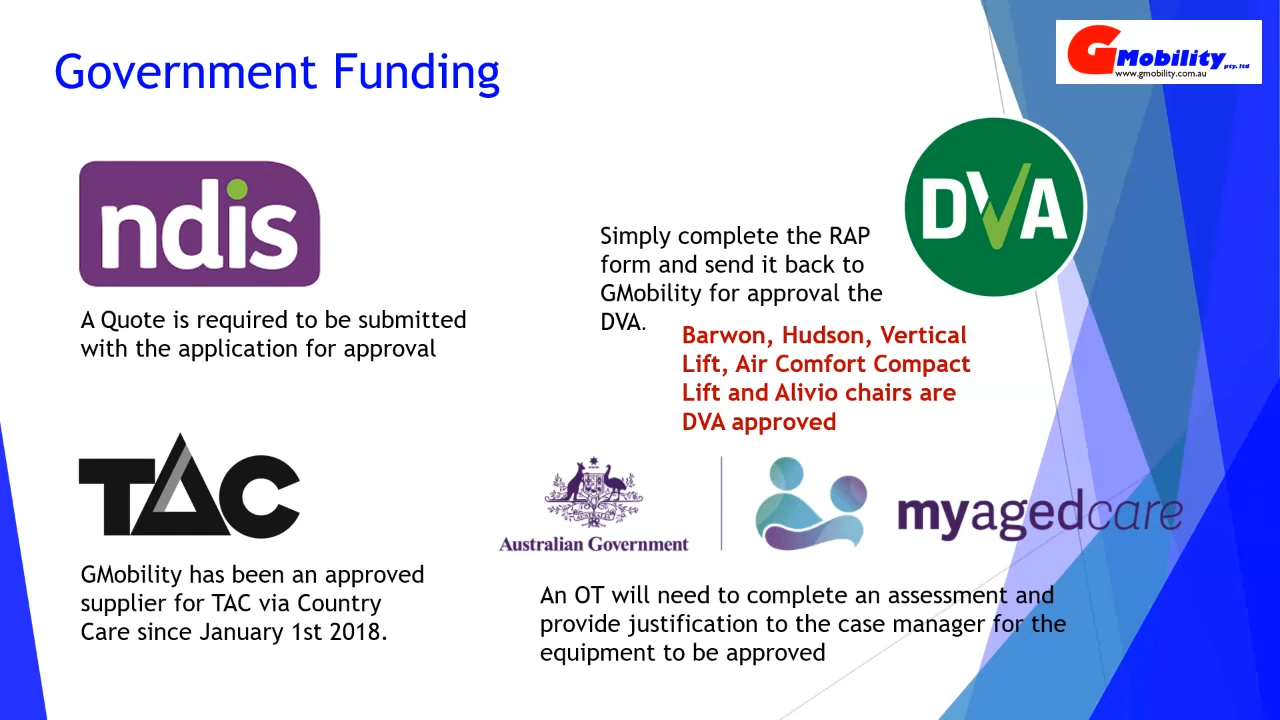 Government Funding
GMobility pty. ltd
www.gmobility.com.au
ndis
A Quote is required to be submitted
with the application for approval
DVA
Simply complete the RAP
form and send it back to
GMobility for approval the
DVA.
Barwon, Hudson, Vertical
Lift, Air Comfort Compact
Lift and Alivio chairs are
DVA approved
TAC
GMobility has been an approved
supplier for TAC via Country
Care since January 1st 2018.
AUSTRALIA
Australian Government
myagedcare
An OT will need to complete an assessment and
provide justification to the case manager for the
equipment to be approved